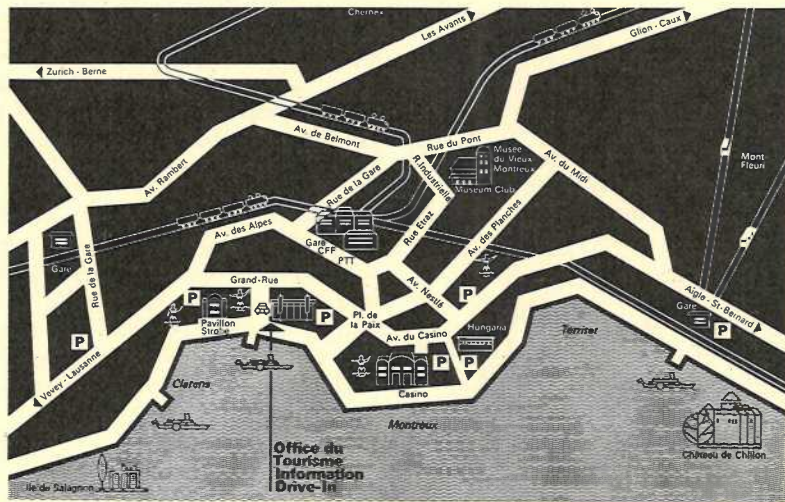 Chernex
Les Avants
Glion - Caux
Zurich - Berne
Av. de Belmont
Rue du Pont
Musée
du Vieux
Montreux
Museum Club
Mont-
Fleuri
Av. Rambert
Rue de la Gare
R. Industrielle
Av. du Midi
Av. des Alpes
Rue Etraz
Av. des Planches
Gare
CFF
PTT
Gare
Rue de la Gare
Grand-Rue
Av. Nestlé
P
P
Aigle-St-Bernard
Gare
P
Pavillon
Strobe
P
Pl. de
la Paix
Av. du Casino
Hungaria
Territet
P
P
P
Vevey-Lausanne
Clarens
Casino
Montreux
Office du
Tourisme
Information
Drive-In
Ile de Salagnon
Château de Chillon